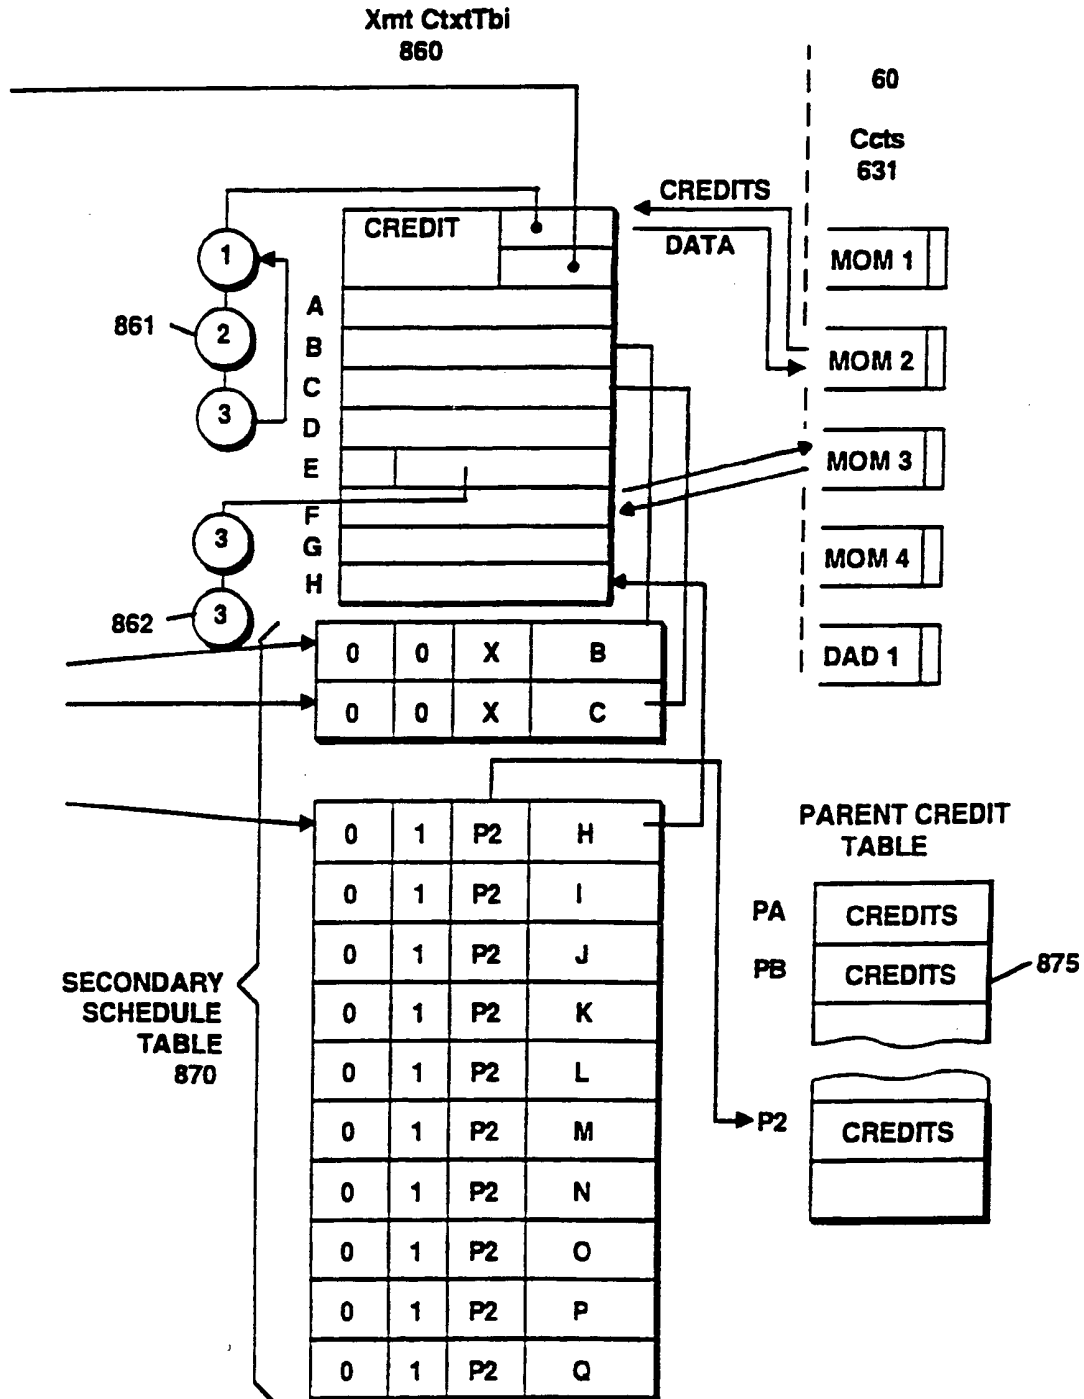 Xmt CtxtTbi
860
60
Ccts
631
CREDITS
DATA
CREDIT
MOM 1
MOM 2
MOM 3
MOM 4
DAD 1
1
2
3
861
A
B
C
D
E
F
G
H
3
3
862
0 0 X B
0 0 X C
SECONDARY
SCHEDULE
TABLE
870
0 1 P2 H
0 1 P2 I
0 1 P2 J
0 1 P2 K
0 1 P2 L
0 1 P2 M
0 1 P2 N
0 1 P2 O
0 1 P2 P
0 1 P2 Q
PARENT CREDIT
TABLE
PA CREDITS
PB CREDITS
875
P2 CREDITS